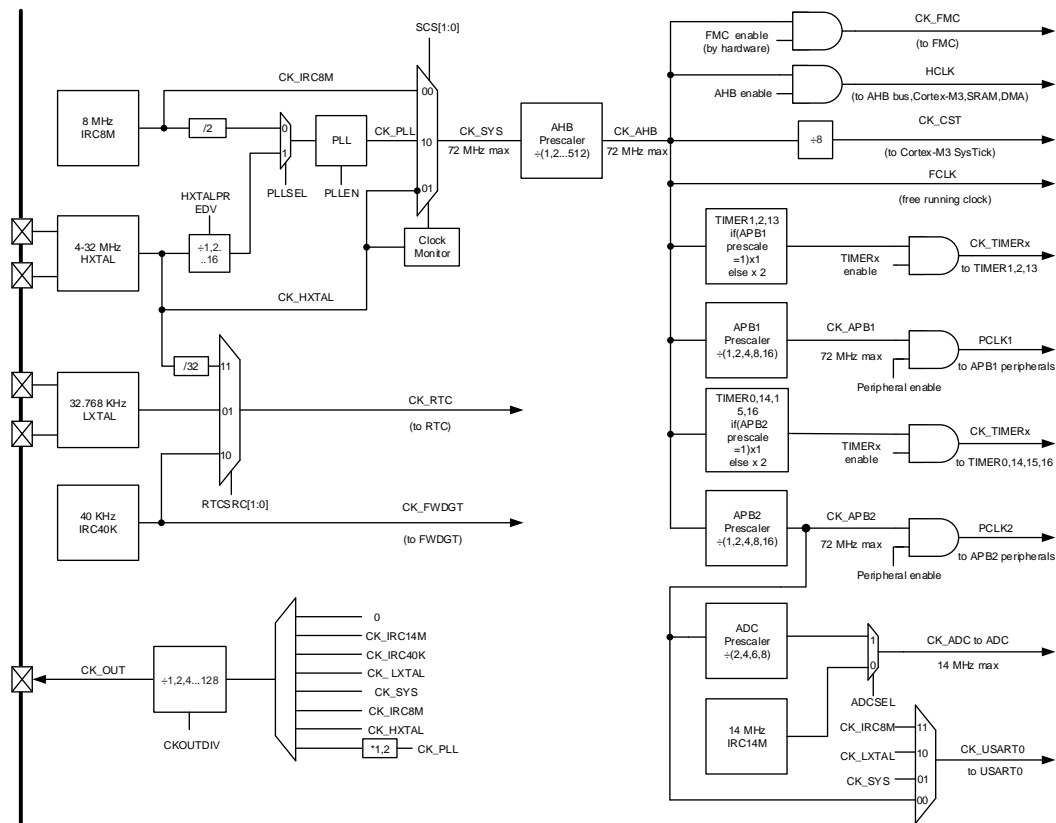 SCS[1:0]
CK_IRC8M
8 MHz
IRC8M
/2
0
1
PLLSEL
PLL
PLLEN
CK_PLL
00
10
01
CK_SYS
72 MHz max
AHB
Prescaler
÷(1,2...512)
CK_AHB
72 MHz max
HXTALPR
EDV
÷1,2.
..16
4-32 MHz
HXTAL
Clock
Monitor
CK_HXTAL
/32
11
01
10
32.768 KHz
LXTAL
CK_RTC
(to RTC)
RTCSRC[1:0]
40 KHz
IRC40K
CK_FWDGT
(to FWDGT)
CK_OUT
÷1,2,4...128
CKOUTDIV
0
CK_IRC14M
CK_IRC40K
CK_ LXTAL
CK_SYS
CK_IRC8M
CK_HXTAL
*1,2
CK_PLL
FMC enable
(by hardware)
CK_FMC
(to FMC)
AHB enable
HCLK
(to AHB bus,Cortex-M3,SRAM,DMA)
÷8
CK_CST
(to Cortex-M3 SysTick)
FCLK
(free running clock)
TIMER1,2,13
if(APB1
prescale
=1)x1
else x 2
TIMERx
enable
CK_TIMERx
to TIMER1,2,13
APB1
Prescaler
÷(1,2,4,8,16)
CK_APB1
72 MHz max
Peripheral enable
PCLK1
to APB1 peripherals
TIMER0,14,1
5,16
if(APB2
prescale
=1)x1
else x 2
TIMERx
enable
CK_TIMERx
to TIMER0,14,15,16
APB2
Prescaler
÷(1,2,4,8,16)
CK_APB2
72 MHz max
Peripheral enable
PCLK2
to APB2 peripherals
ADC
Prescaler
÷(2,4,6,8)
1
0
ADCSEL
CK_ADC to ADC
14 MHz max
14 MHz
IRC14M
CK_IRC8M
11
CK_LXTAL
10
CK_SYS
01
00
CK_USART0
to USART0